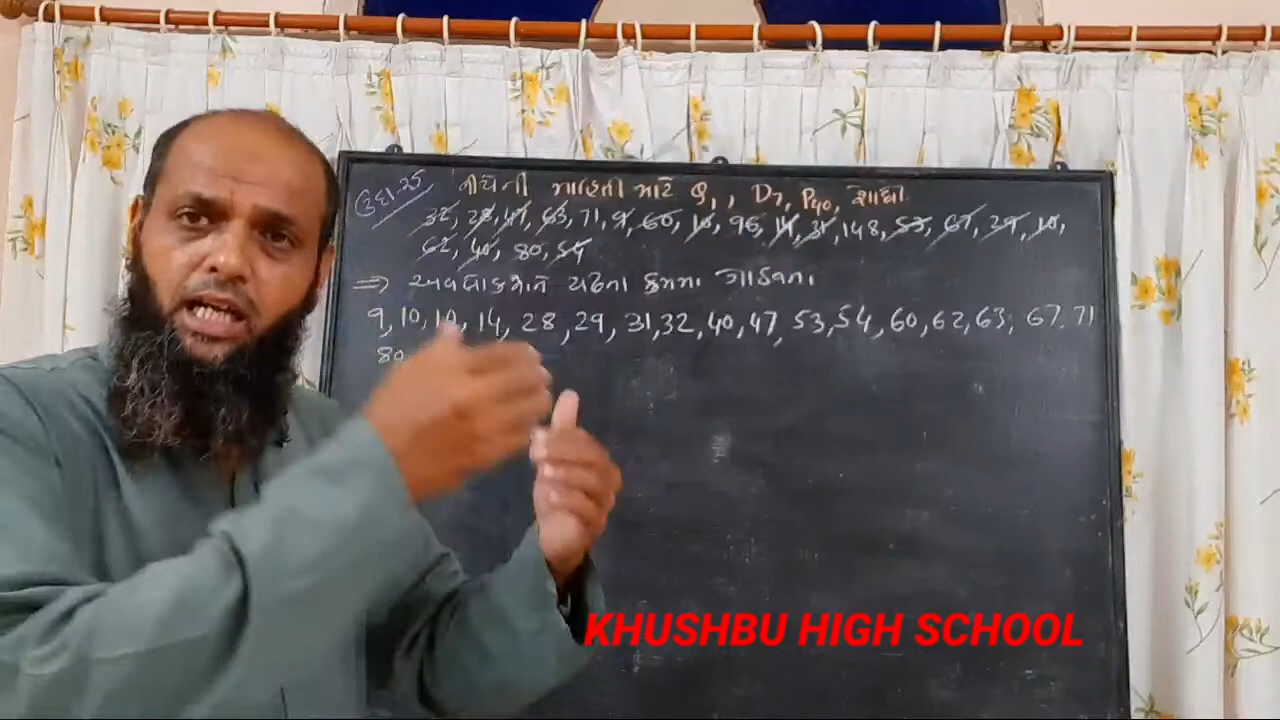 ઉદા.25 નીચેની માહિતી માટે Q1, D7, P40, શોધો.
32, 28, 47, 63, 71, 9, 60, 10, 96, 14, 31, 148, 53, 67, 29, 10,
62, 40, 80, 54
⇒ અવલોકનોને ચઢતા ક્રમમાં ગોઠવતા
9, 10, 10, 14, 28, 29, 31, 32, 40, 47, 53, 54, 60, 62, 63, 67, 71
80
KHUSHBU HIGH SCHOOL